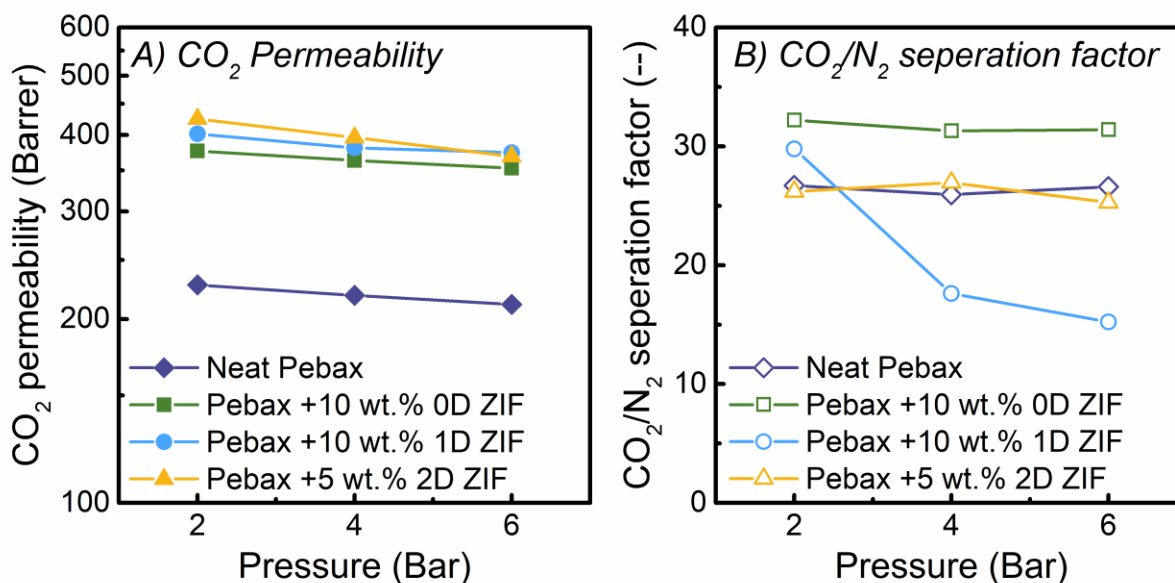 A) CO₂ Permeability
CO₂ permeability (Barrer)
600
500
400
300
200
100
Neat Pebax
Pebax +10 wt.% 0D ZIF
Pebax +10 wt.% 1D ZIF
Pebax +5 wt.% 2D ZIF
2 4 6
Pressure (Bar)
B) CO₂/N₂ seperation factor
CO₂/N₂ seperation factor (--)
40
30
20
10
0
Neat Pebax
Pebax +10 wt.% 0D ZIF
Pebax +10 wt.% 1D ZIF
Pebax +5 wt.% 2D ZIF
2 4 6
Pressure (Bar)